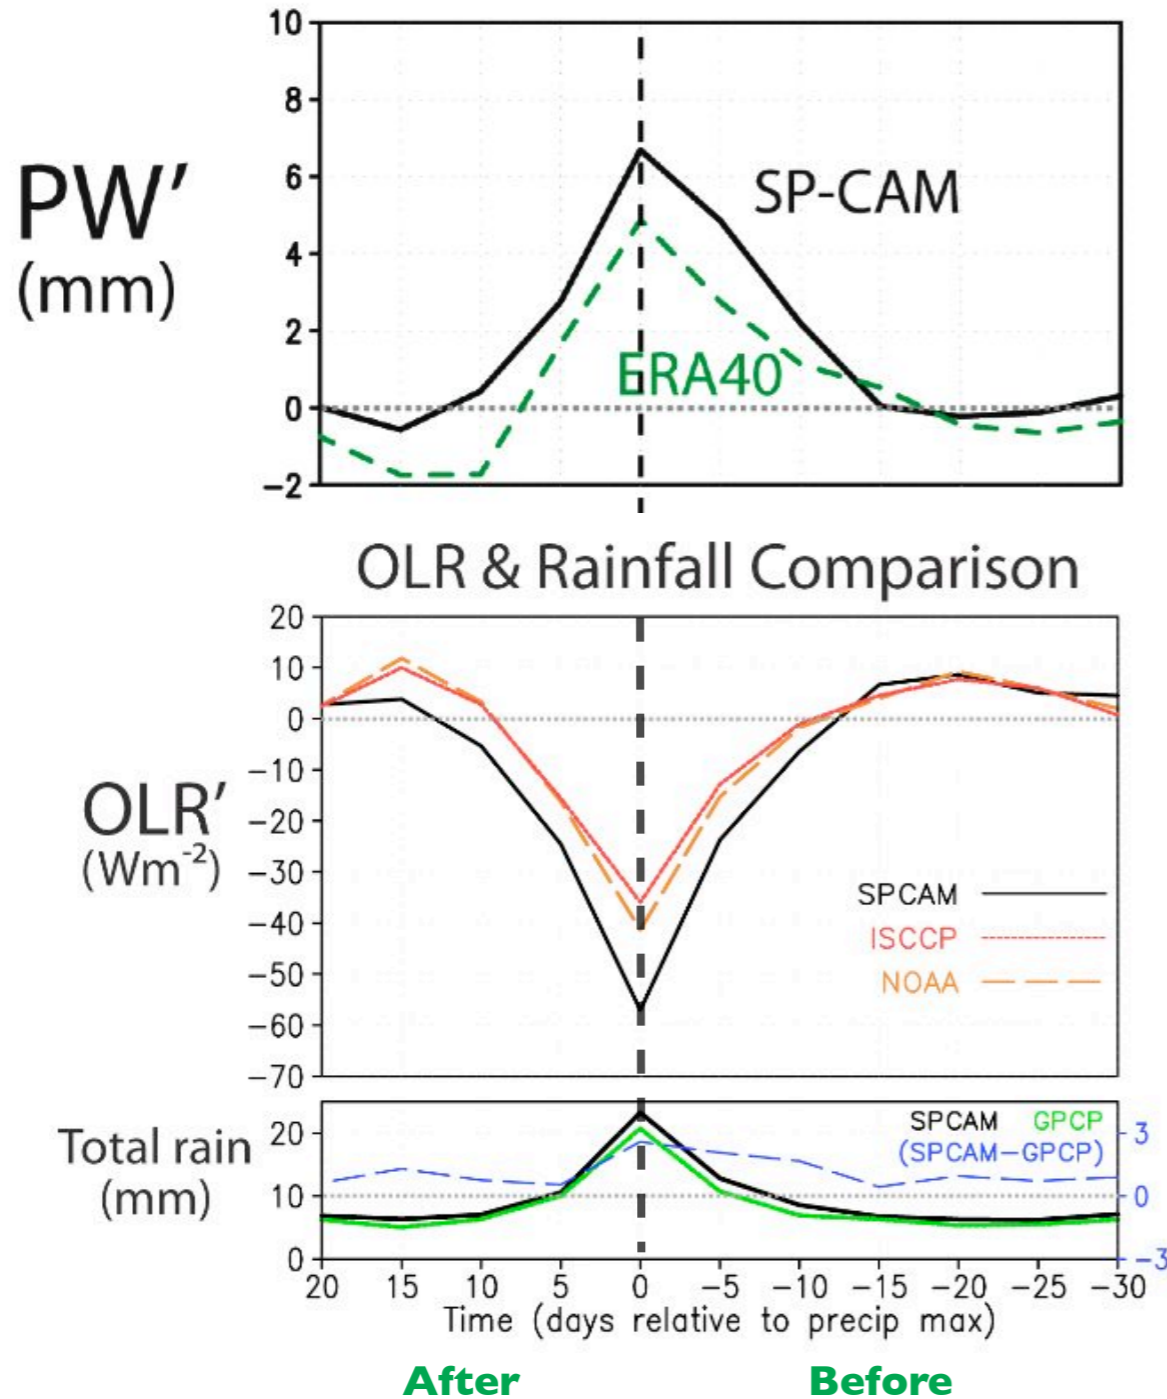 10
8
6
4
2
0
−2
PW′
(mm)
SP-CAM
ERA40
OLR & Rainfall Comparison
20
10
0
−10
−20
−30
−40
−50
−60
−70
OLR′
(Wm⁻²)
SPCAM
ISCCP
NOAA
Total rain
(mm)
20
10
0
SPCAM GPCP
(SPCAM−GPCP)
3
0
−3
20 15 10 5 0 −5 −10 −15 −20 −25 −30
Time (days relative to precip max)
After Before